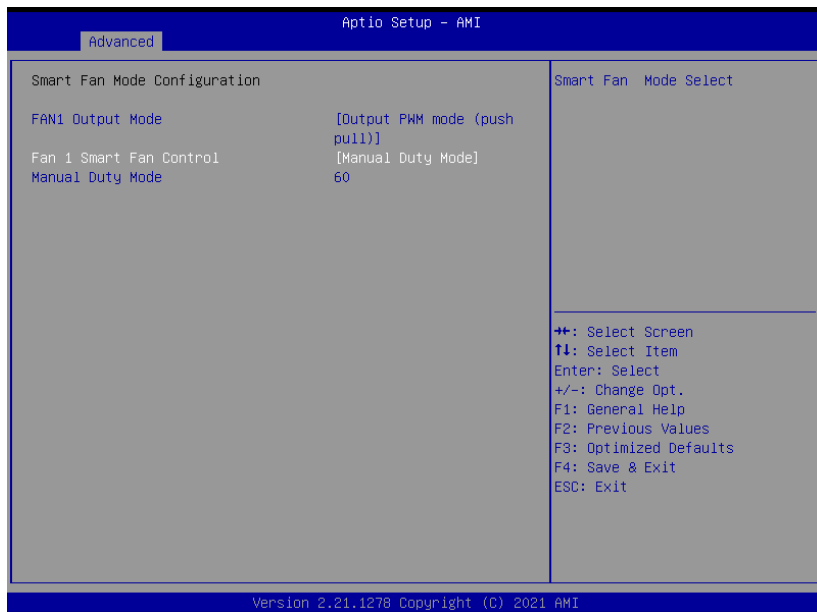 Aptio Setup – AMI
Advanced
Smart Fan Mode Configuration
FAN1 Output Mode [Output PWM mode (push
pull)]
Fan 1 Smart Fan Control [Manual Duty Mode]
Manual Duty Mode 60
Smart Fan  Mode Select
→←: Select Screen
↑↓: Select Item
Enter: Select
+/-: Change Opt.
F1: General Help
F2: Previous Values
F3: Optimized Defaults
F4: Save & Exit
ESC: Exit
Version 2.21.1278 Copyright (C) 2021 AMI